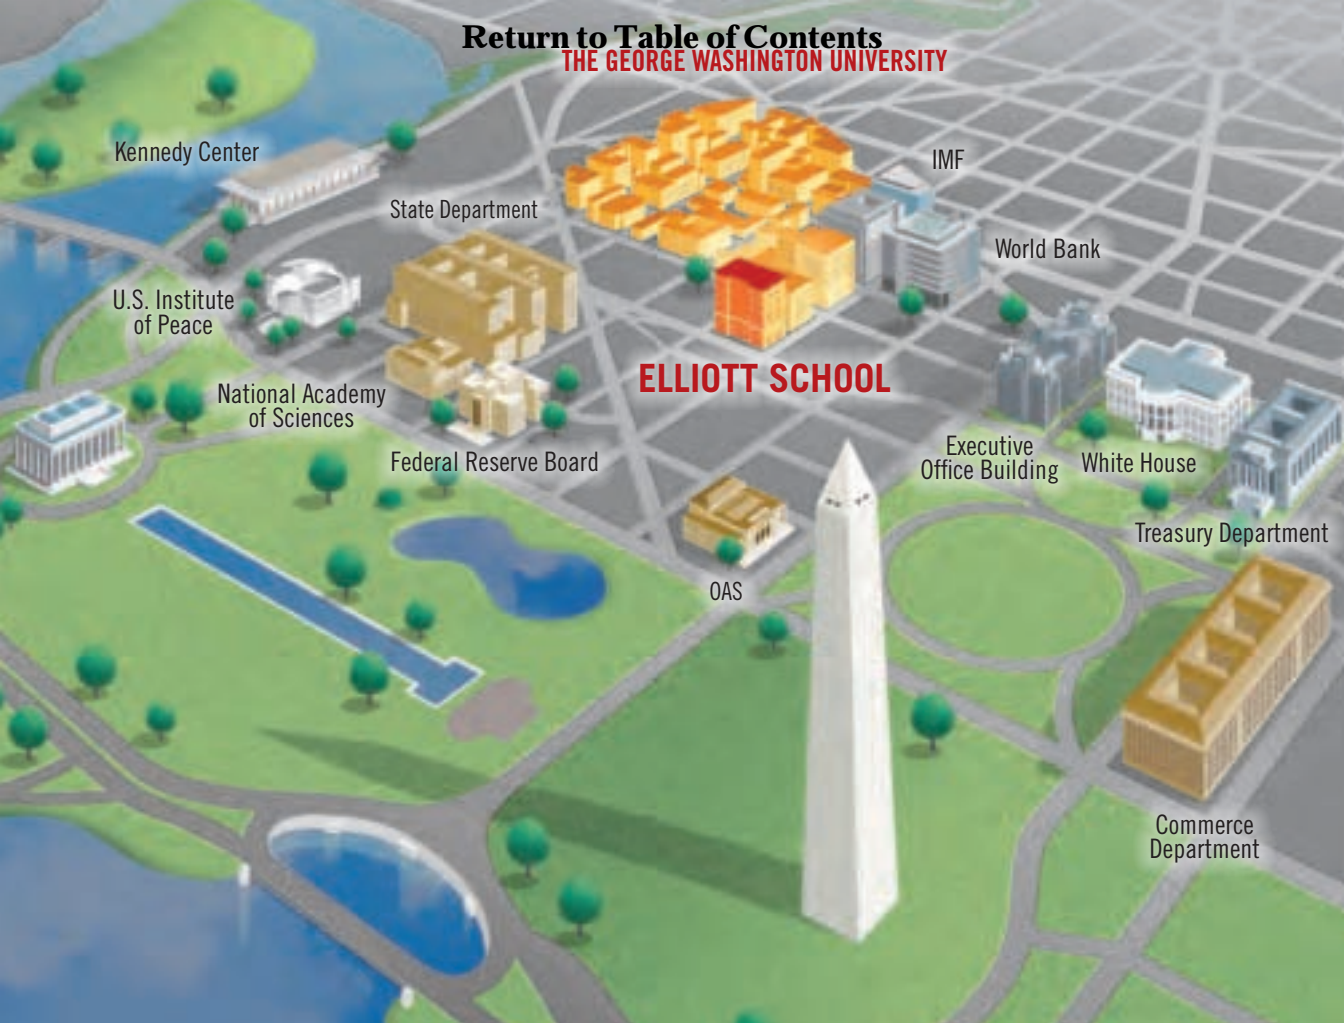 Return to Table of Contents
THE GEORGE WASHINGTON UNIVERSITY
Kennedy Center
IMF
State Department
World Bank
U.S. Institute
of Peace
ELLIOTT SCHOOL
National Academy
of Sciences
Executive
Office Building
White House
Federal Reserve Board
Treasury Department
OAS
Commerce
Department